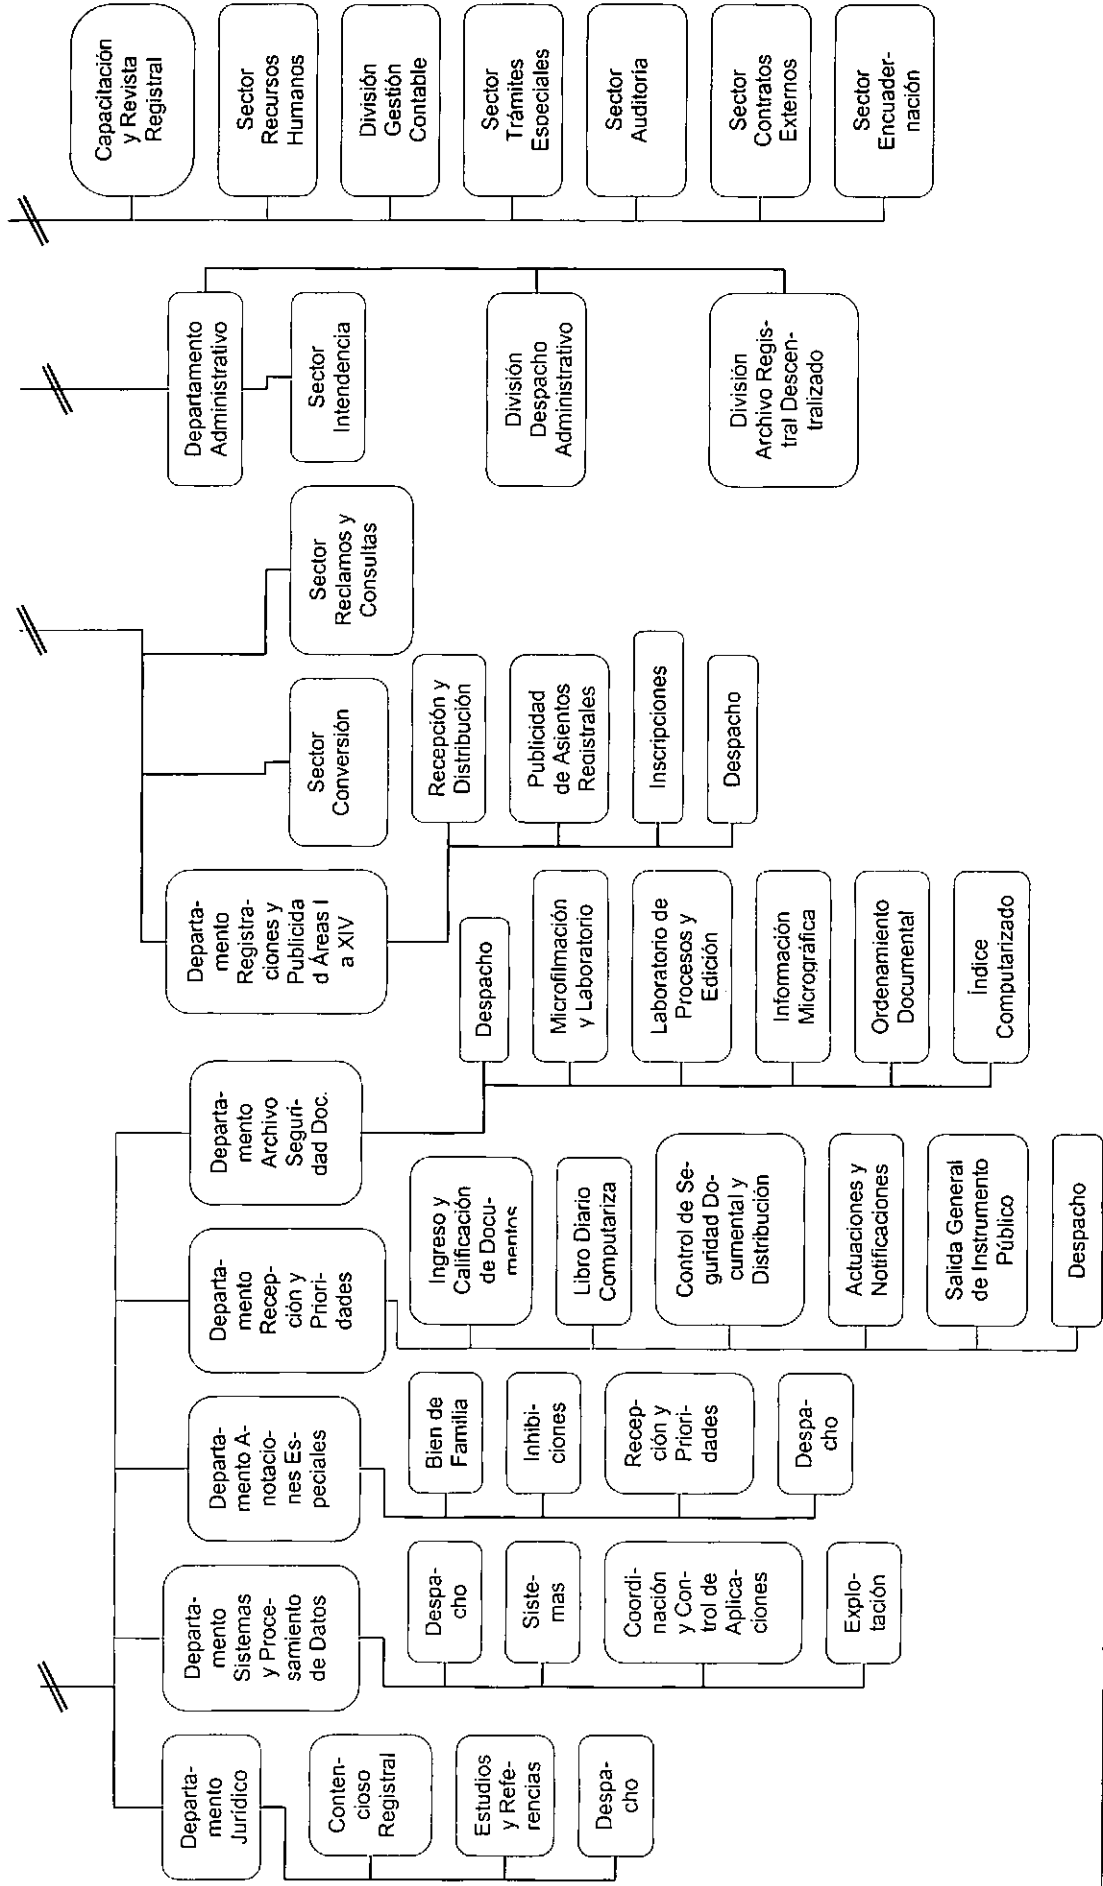 Departa-
mento
Jurídico
Conten-
cioso
Registral
Estudios
y Refe-
rencias
Despa-
cho
Departa-
mento
Sistemas
y Proce-
samiento
de Datos
Despa-
cho
Siste-
mas
Coordi-
nación
y Con-
trol de
Aplica-
ciones
Explo-
tación
Departa-
mento A-
notacio-
nes Es-
peciales
Bien de
Familia
Inhibi-
ciones
Recep-
ción y
Priori-
dades
Despa-
cho
Departa-
mento
Recep-
ción y
Priori-
dades
Ingreso y
Calificación
de Docu-
mentos
Libro Diario
Computariza
Control de Se-
guridad Do-
cumental y
Distribución
Actuaciones y
Notificaciones
Salida General
de Instrumento
Público
Despacho
Departa-
mento
Archivo
Seguri-
dad Doc.
Despacho
Microfilmación
y Laboratorio
Laboratorio de
Procesos y
Edición
Información
Micrográfica
Ordenamiento
Documental
Índice
Computarizado
Departa-
mento
Registra-
ciones y
Publicida
d Áreas I
a XIV
Recepción y
Distribución
Publicidad
de Asientos
Registrales
Inscripciones
Despacho
Sector
Conversión
Sector
Reclamos y
Consultas
Departamento
Administrativo
Sector
Intendencia
División
Despacho
Administrativo
División
Archivo Regis-
tral Descen-
tralizado
Capacitación
y Revista
Registral
Sector
Recursos
Humanos
División
Gestión
Contable
Sector
Trámites
Especiales
Sector
Auditoría
Sector
Contratos
Externos
Sector
Encuader-
nación